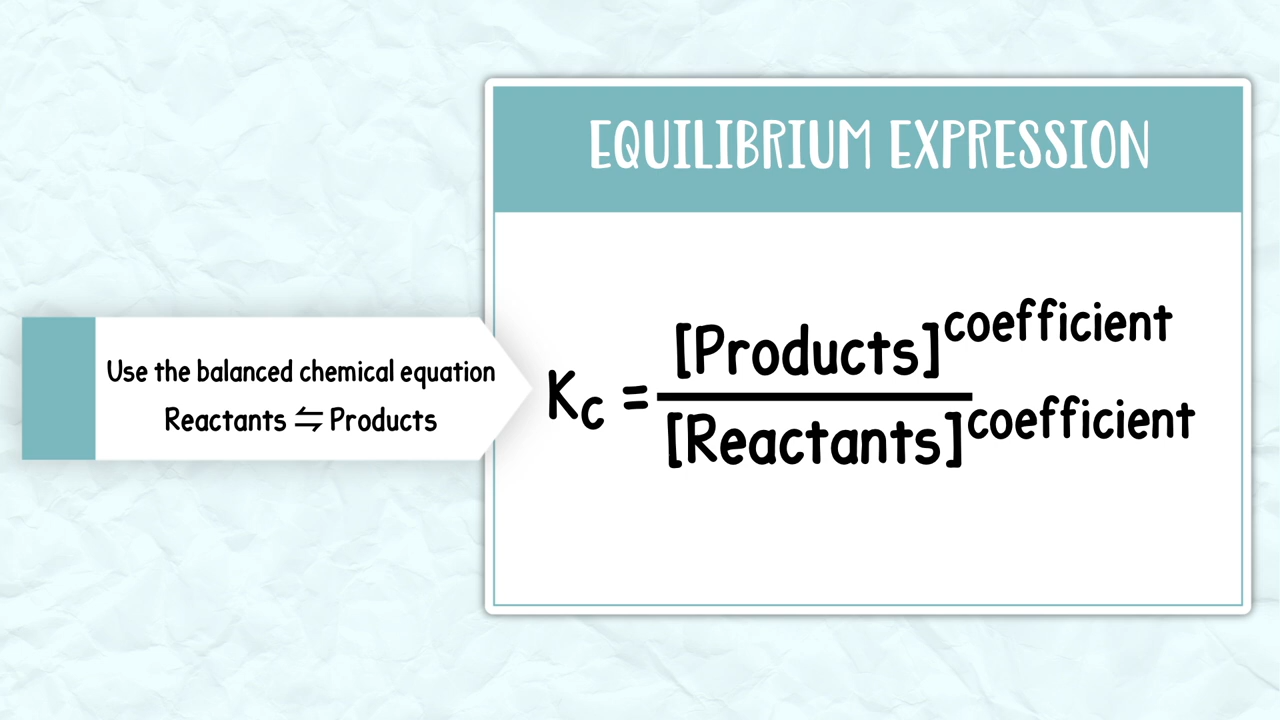 EQUILIBRIUM EXPRESSION
Use the balanced chemical equation
Reactants ⇋ Products
Kc = [Products]coefficient
[Reactants]coefficient